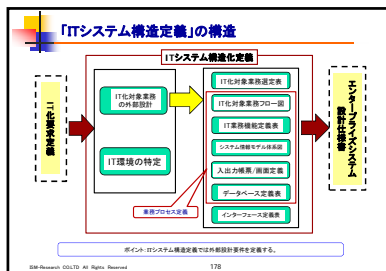 「ITシステム構造定義」の構造
ITシステム構造化定義
IT化要求定義
IT化対象業務
の外部設計
IT環境の特定
IT化対象業務選定表
IT化対象業務フロー図
IT業務機能定義表
システム情報モデル体系図
入出力帳票/画面定義
データベース定義表
インターフェース定義表
業務プロセス定義
エンタープライズシステム
設計仕様書
ポイント:ITシステム構造定義では外部設計要件を定義する。
ISM-Research CO.LTD All Rights Reserved
178